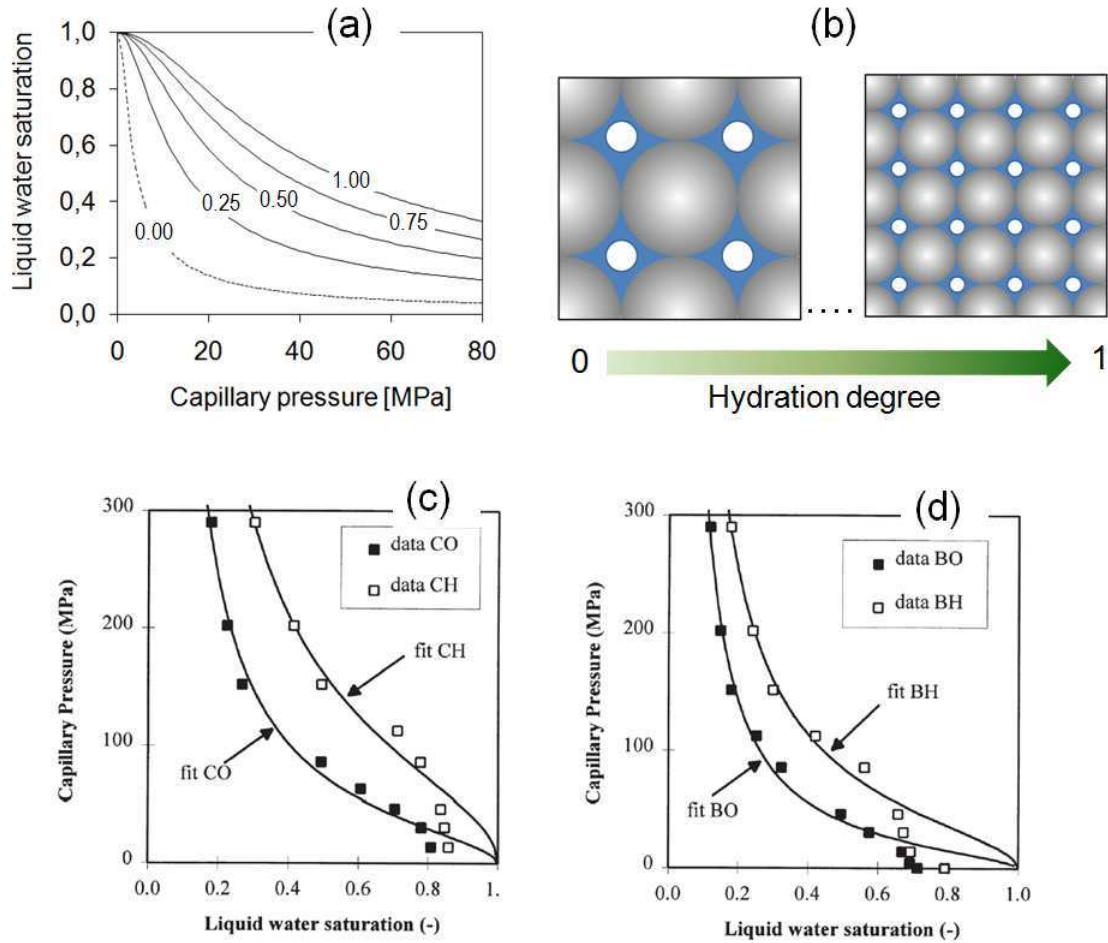 (a)
Liquid water saturation
1,0
0,8
0,6
0,4
0,2
0,0
1.00
0.75
0.50
0.25
0.00
0 20 40 60 80
Capillary pressure [MPa]
(b)
....
0 1
Hydration degree
(c)
Capillary Pressure (MPa)
300
200
100
0
data CO
data CH
fit CH
fit CO
0.0 0.2 0.4 0.6 0.8 1.
Liquid water saturation (-)
(d)
Capillary Pressure (MPa)
300
200
100
0
data BO
data BH
fit BH
fit BO
0.0 0.2 0.4 0.6 0.8 1.0
Liquid water saturation (-)